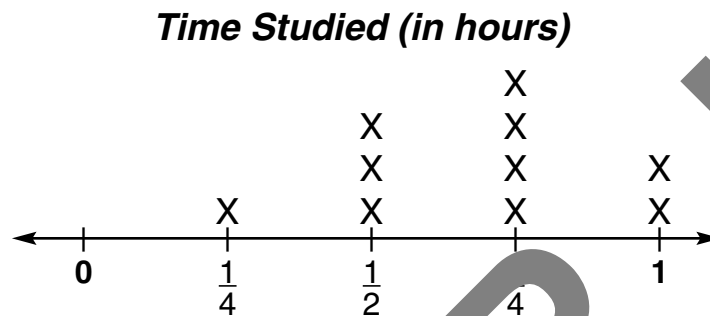 Time Studied (in hours)
X
X X
X X X X
X X X X
0 1/4 1/2 /4 1